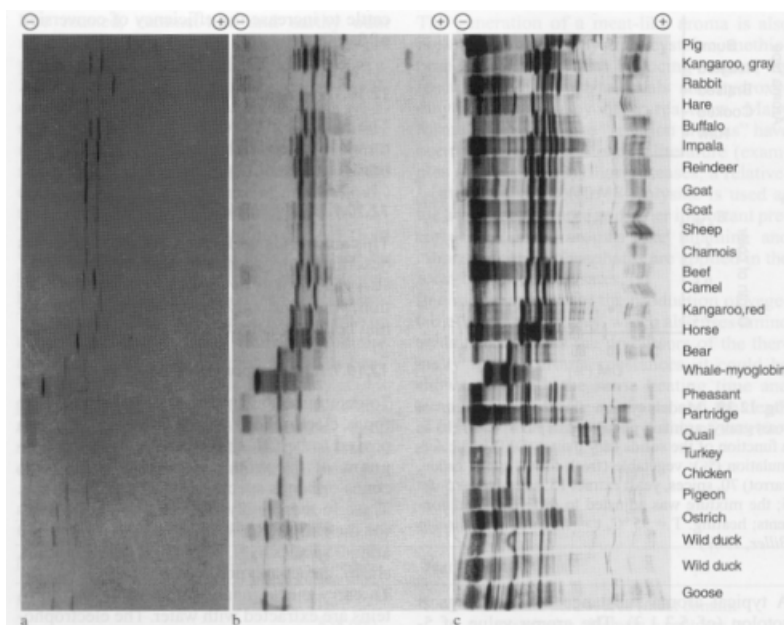 − + − + − +
Pig
Kangaroo, gray
Rabbit
Hare
Buffalo
Impala
Reindeer
Goat
Goat
Sheep
Chamois
Beef
Camel
Kangaroo,red
Horse
Bear
Whale-myoglobin
Pheasant
Partridge
Quail
Turkey
Chicken
Pigeon
Ostrich
Wild duck
Wild duck
Goose
a b c